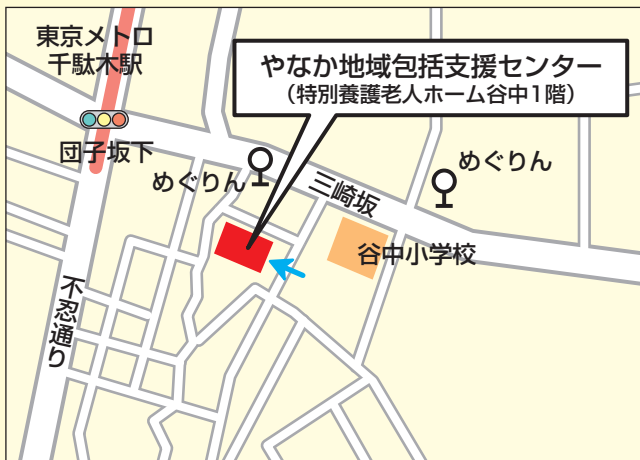 東京メトロ
千駄木駅
やなか地域包括支援センター
（特別養護老人ホーム谷中1階）
団子坂下
めぐりん
めぐりん
三崎坂
谷中小学校
不忍通り